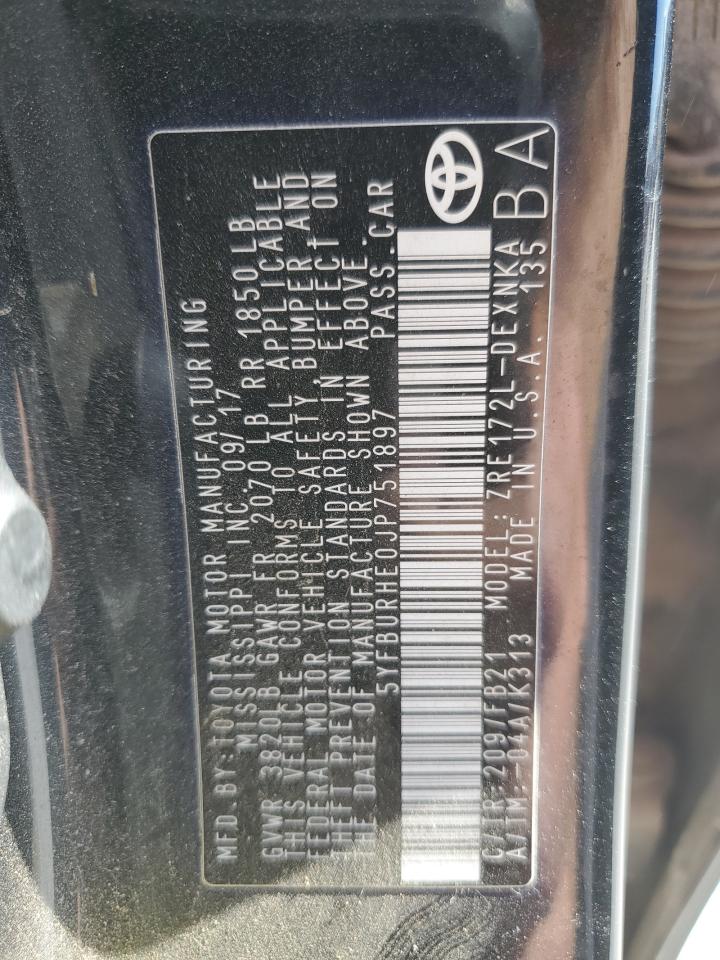 MFD.BY:TOYOTA MOTOR MANUFACTURING
MISSISSIPPI INC. 09/17
GVWR 3820LB GAWR FR 2070LB RR 1850LB
THIS VEHICLE CONFORMS TO ALL APPLICABLE
FEDERAL MOTOR VEHICLE SAFETY, BUMPER AND
THEFT PREVENTION STANDARDS IN EFFECT ON
THE DATE OF MANUFACTURE SHOWN ABOVE.
5YFBURHE0JP751897 PASS.CAR
C/TR:209/FB21 MODEL:ZRE172L-DEXNKA
A/TM:-04A/K313 MADE IN U.S.A. 135
BA